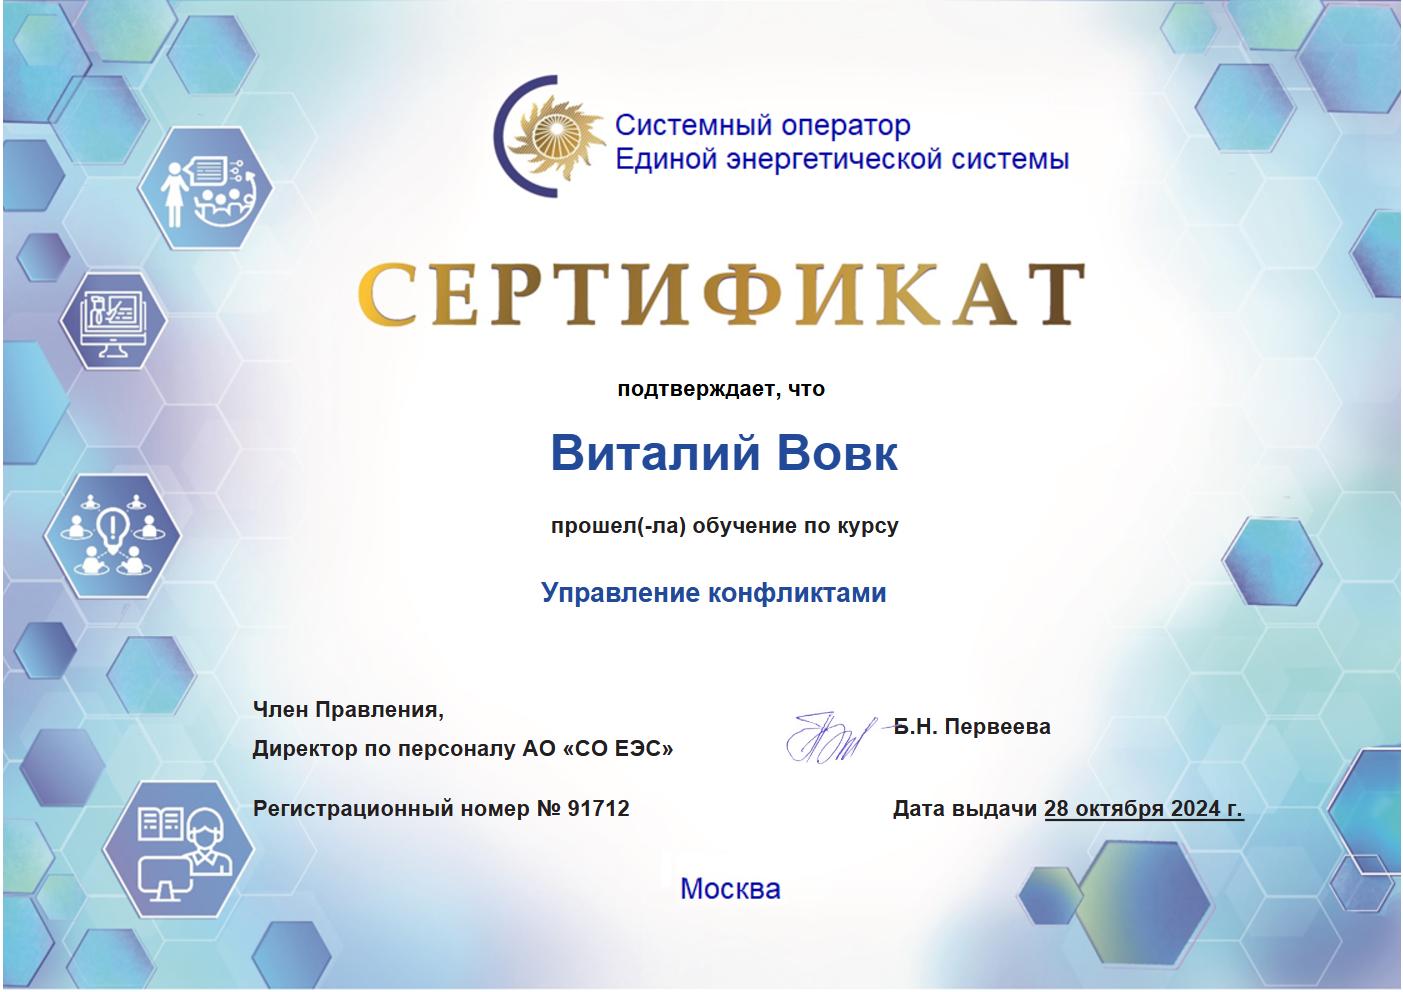 Системный оператор
Единой энергетической системы
СЕРТИФИКАТ
подтверждает, что
Виталий Вовк
прошел(-ла) обучение по курсу
Управление конфликтами
Член Правления,
Директор по персоналу АО «СО ЕЭС»
Б.Н. Первеева
Регистрационный номер № 91712
Дата выдачи 28 октября 2024 г.
Москва